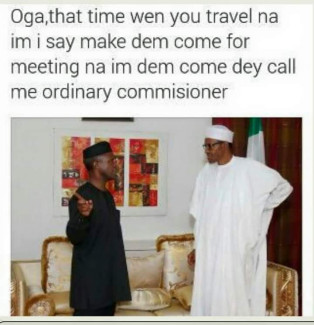 Oga,that time wen you travel na
im i say make dem come for
meeting na im dem come dey call
me ordinary commisioner